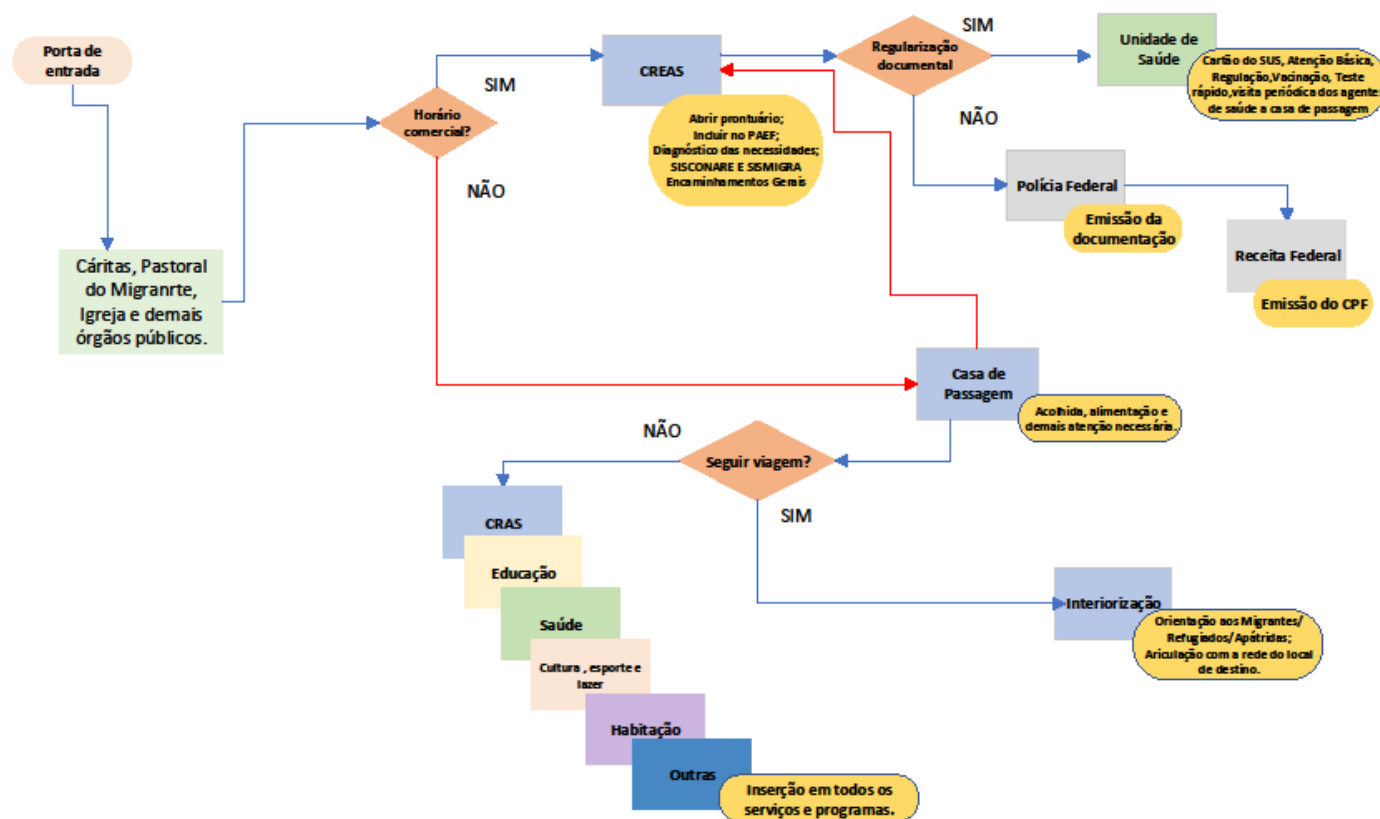 Porta de
entrada
Cáritas, Pastoral
do Migranrte,
Igreja e demais
órgãos públicos.
Horário
comercial?
SIM
NÃO
CREAS
Abrir prontuário;
Incluir no PAEF;
Diagnóstico das necessidades;
SISCONARE E SISMIGRA
Encaminhamentos Gerais
Regularização
documental
SIM
NÃO
Unidade de
Saúde
Cartão do SUS, Atenção Básica,
Regulação,Vacinação, Teste
rápido,visita periódica dos agentes
de saúde a casa de passagem
Polícia Federal
Emissão da
documentação
Receita Federal
Emissão do CPF
Casa de
Passagem
Acolhida, alimentação e
demais atenção necessária.
Seguir viagem?
NÃO
SIM
CRAS
Educação
Saúde
Cultura , esporte e
lazer
Habitação
Outras
Inserção em todos os
serviços e programas.
Interiorização
Orientação aos Migrantes/
Refugiados/ Apátridas;
Ariculação com a rede do local
de destino.